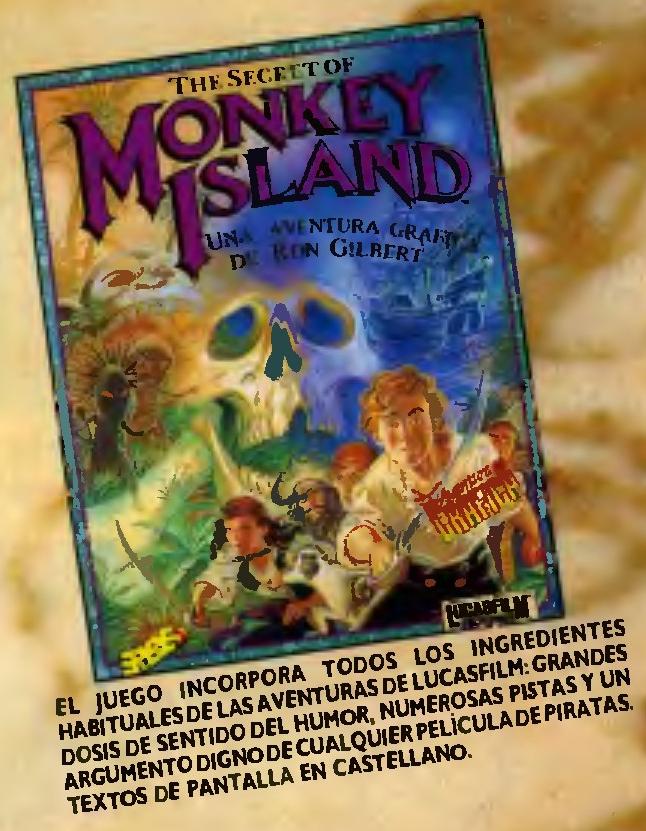 THE SECRET OF
MONKEY
ISLAND
UNA AVENTURA GRAFICA
DE RON GILBERT
LUCASFILM
EL JUEGO INCORPORA TODOS LOS INGREDIENTES
HABITUALES DE LAS AVENTURAS DE LUCASFILM: GRANDES
DOSIS DE SENTIDO DEL HUMOR, NUMEROSAS PISTAS Y UN
ARGUMENTO DIGNO DE CUALQUIER PELÍCULA DE PIRATAS.
TEXTOS DE PANTALLA EN CASTELLANO.